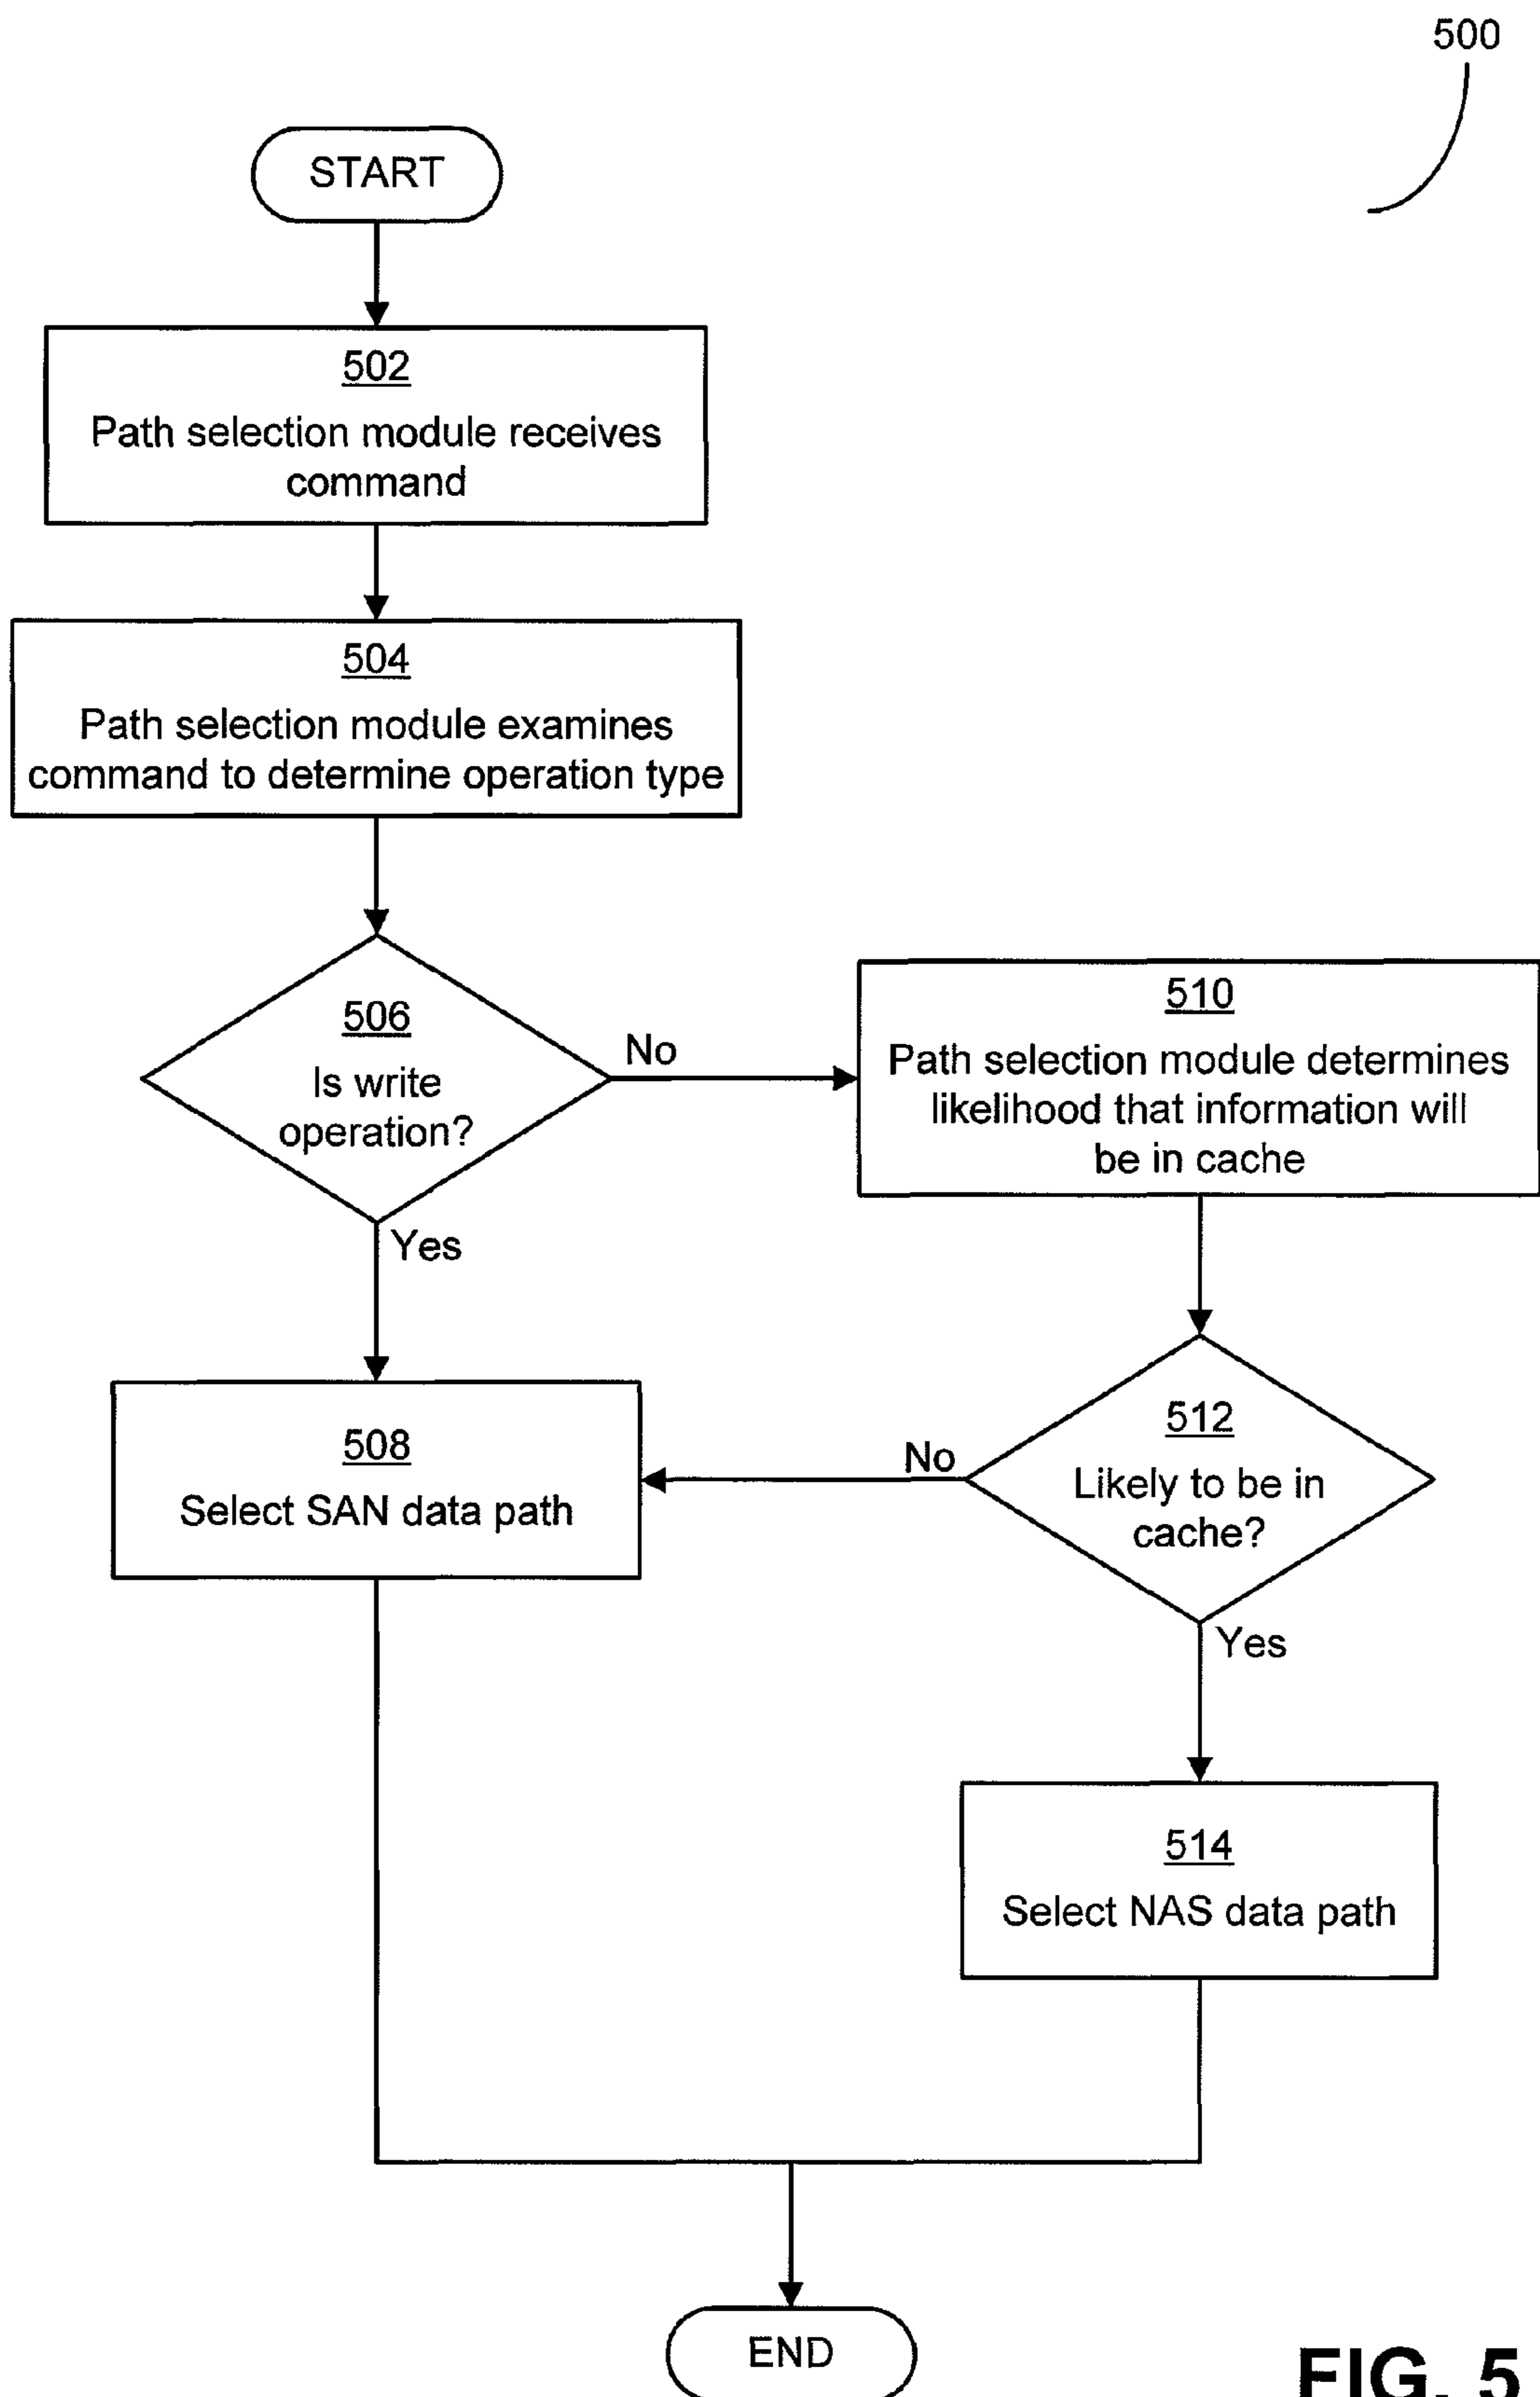 500
START
502
Path selection module receives
command
504
Path selection module examines
command to determine operation type
506
Is write
operation?
No
Yes
510
Path selection module determines
likelihood that information will
be in cache
508
Select SAN data path
512
Likely to be in
cache?
No
Yes
514
Select NAS data path
END
FIG. 5